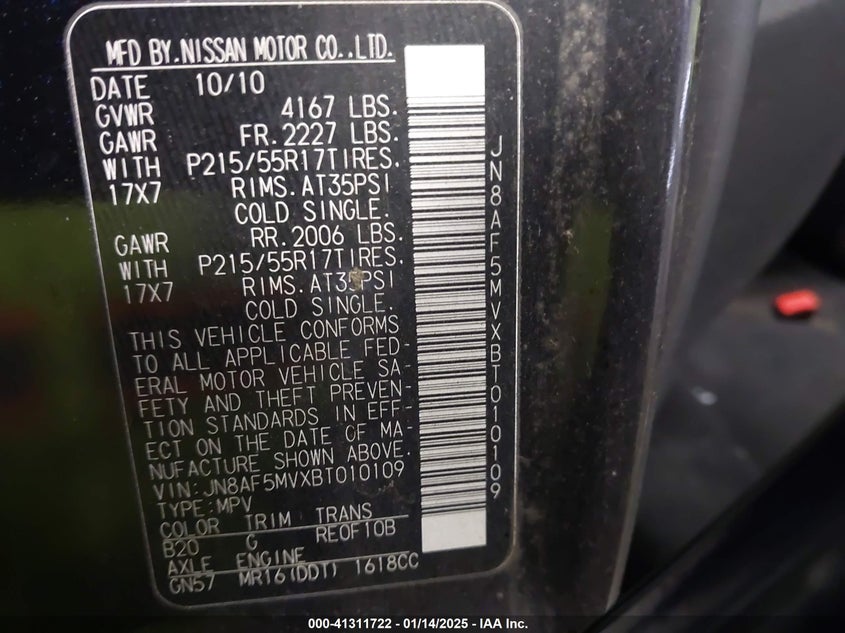 MFD BY.NISSAN MOTOR CO.,LTD.
DATE 10/10
GVWR 4167 LBS.
GAWR FR.2227 LBS.
WITH P215/55R17TIRES.
17X7 RIMS.AT35PSI
COLD SINGLE.
GAWR RR.2006 LBS.
WITH P215/55R17TIRES.
17X7 RIMS.AT35PSI
COLD SINGLE.
THIS VEHICLE CONFORMS
TO ALL APPLICABLE FED-
ERAL MOTOR VEHICLE SA-
FETY AND THEFT PREVEN-
TION STANDARDS IN EFF-
ECT ON THE DATE OF MA-
NUFACTURE SHOWN ABOVE.
VIN:JN8AF5MVXBT010109
TYPE:MPV
COLOR TRIM TRANS
B20 G REOF10B
AXLE ENGINE
GN57 MR16(DDT) 1618CC
JN8AF5MVXBT010109
000-41311722 — 01/14/2025 — IAA Inc.